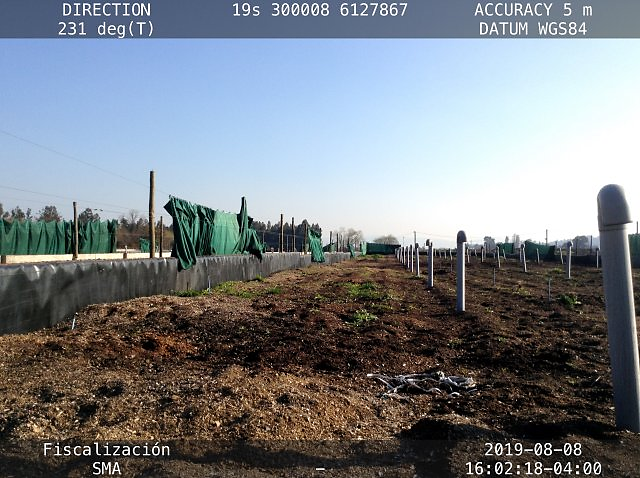 DIRECTION
231 deg(T)
19s 300008 6127867
ACCURACY 5 m
DATUM WGS84
Fiscalización
SMA
-
2019-08-08
16:02:18-04:00